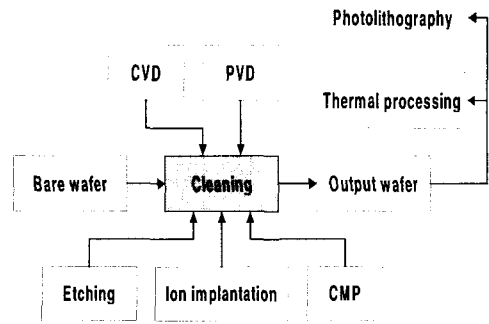 Photolithography
CVD
PVD
Thermal processing
Bare wafer
Cleaning
Output wafer
Etching
Ion implantation
CMP